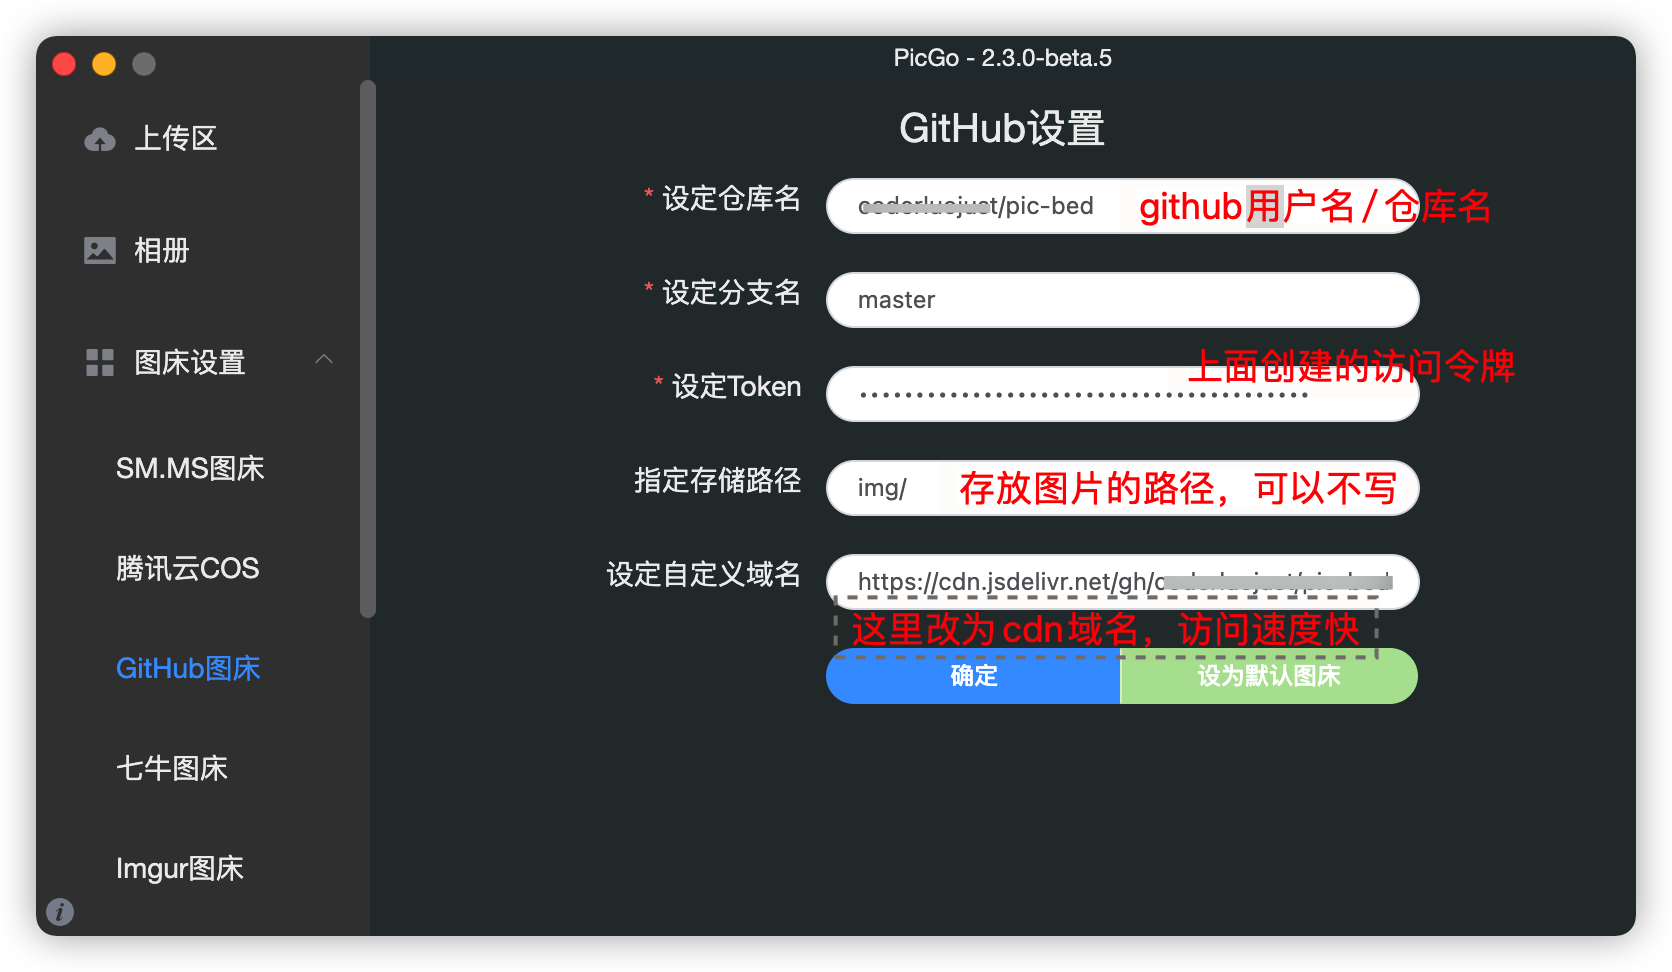 PicGo - 2.3.0-beta.5
上传区
相册
图床设置
SM.MS图床
腾讯云COS
GitHub图床
七牛图床
Imgur图床
GitHub设置
* 设定仓库名
/pic-bed
github用户名/仓库名
* 设定分支名
master
* 设定Token
上面创建的访问令牌
指定存储路径
img/
存放图片的路径，可以不写
设定自定义域名
https://cdn.jsdelivr.net/gh/
这里改为cdn域名，访问速度快
确定
设为默认图床